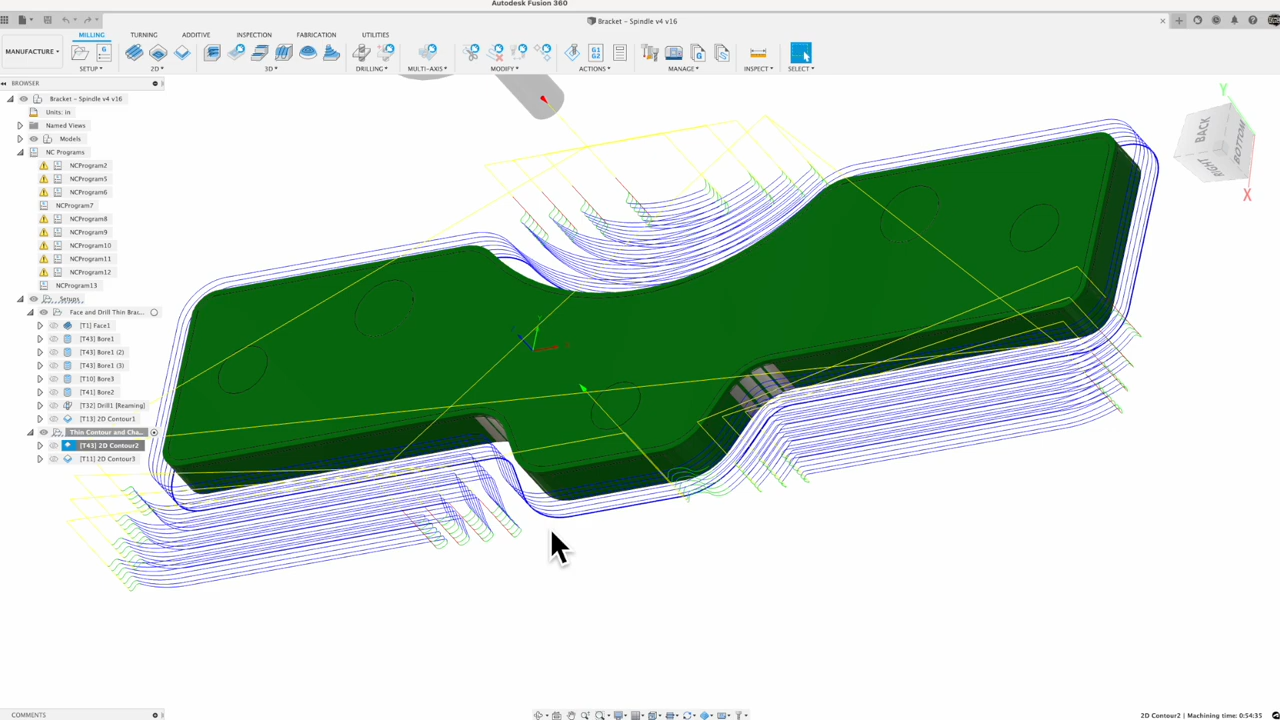 Autodesk Fusion 360
Bracket - Spindle v4 v16
MANUFACTURE
MILLING TURNING ADDITIVE INSPECTION FABRICATION UTILITIES
SETUP 2D 3D DRILLING MULTI-AXIS MODIFY ACTIONS MANAGE INSPECT SELECT
G1
G2
BROWSER
Bracket - Spindle v4 v16
Units: in
Named Views
Models
NC Programs
NCProgram2
NCProgram5
NCProgram6
NCProgram7
NCProgram8
NCProgram9
NCProgram10
NCProgram11
NCProgram12
NCProgram13
Setups
Face and Drill Thin Brac...
[T1] Face1
[T43] Bore1
[T43] Bore1 (2)
[T43] Bore1 (3)
[T10] Bore3
[T41] Bore2
[T32] Drill1 [Reaming]
[T13] 2D Contour1
Thin Contour and Cha...
[T43] 2D Contour2
[T11] 2D Contour3
Y
BACK
RIGHT
BOTTOM
X
COMMENTS
2D Contour2 | Machining time: 0:54:35